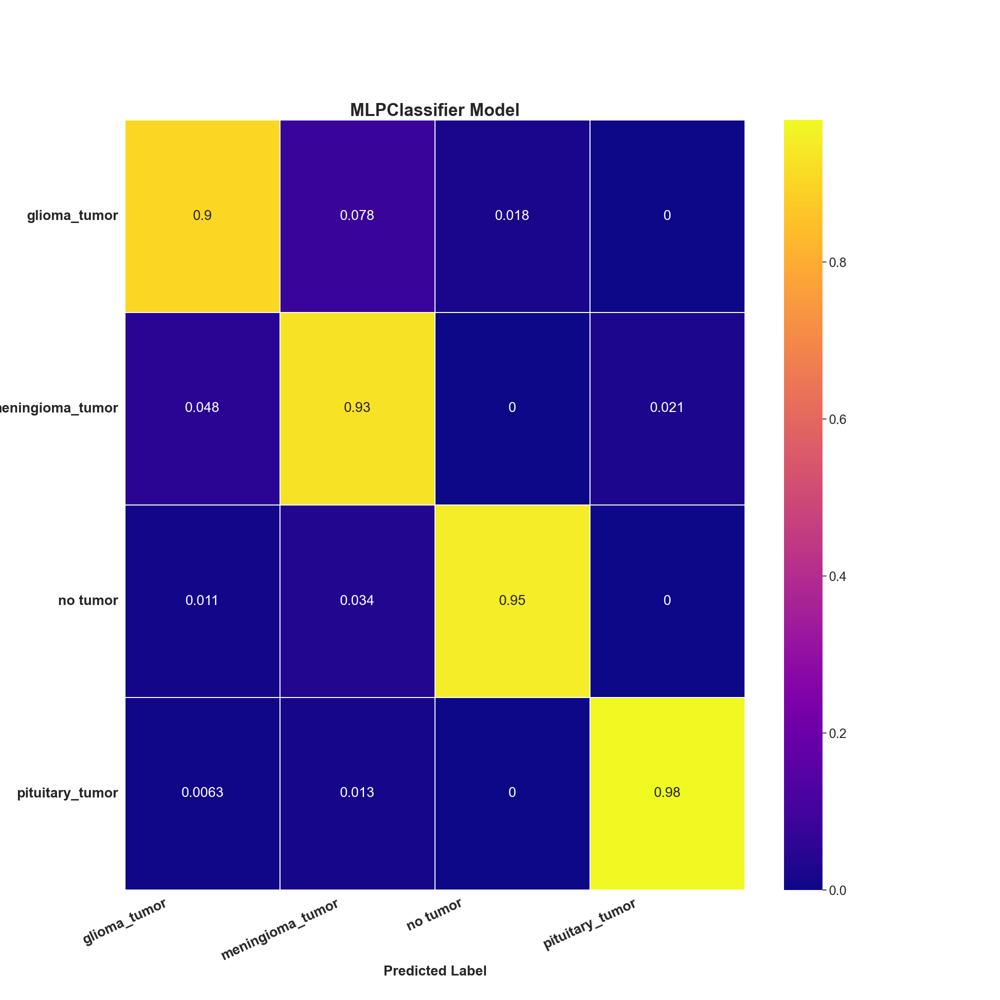 MLPClassifier Model
glioma_tumor 0.9 0.078 0.018 0
0.8
eningioma_tumor 0.048 0.93 0 0.021
0.6
no tumor 0.011 0.034 0.95 0
0.4
0.2
pituitary_tumor 0.0063 0.013 0 0.98
0.0
glioma_tumor meningioma_tumor no tumor pituitary_tumor
Predicted Label